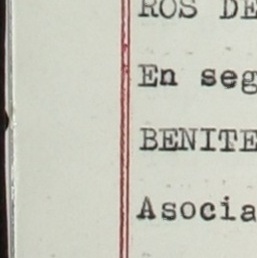 ROS DE
En seg
BENITE
Asocia